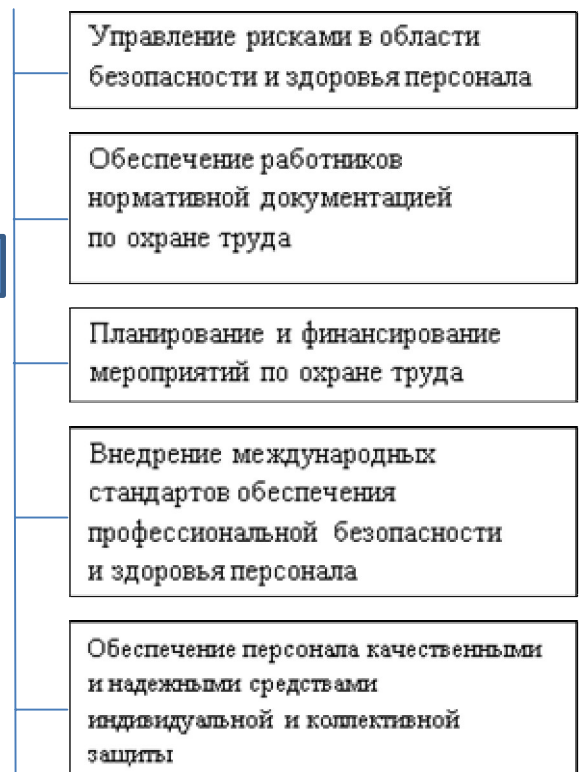 Управление рисками в области
безопасности и здоровья персонала
Обеспечение работников
нормативной документацией
по охране труда
Планирование и финансирование
мероприятий по охране труда
Внедрение международных
стандартов обеспечения
профессиональной безопасности
и здоровья персонала
Обеспечение персонала качественными
и надежными средствами
индивидуальной и коллективной
защиты